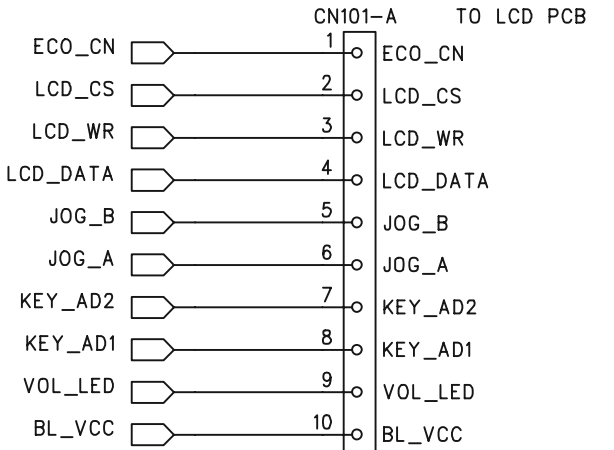 CN101-A TO LCD PCB
ECO_CN 1 ECO_CN
LCD_CS 2 LCD_CS
LCD_WR 3 LCD_WR
LCD_DATA 4 LCD_DATA
JOG_B 5 JOG_B
JOG_A 6 JOG_A
KEY_AD2 7 KEY_AD2
KEY_AD1 8 KEY_AD1
VOL_LED 9 VOL_LED
BL_VCC 10 BL_VCC